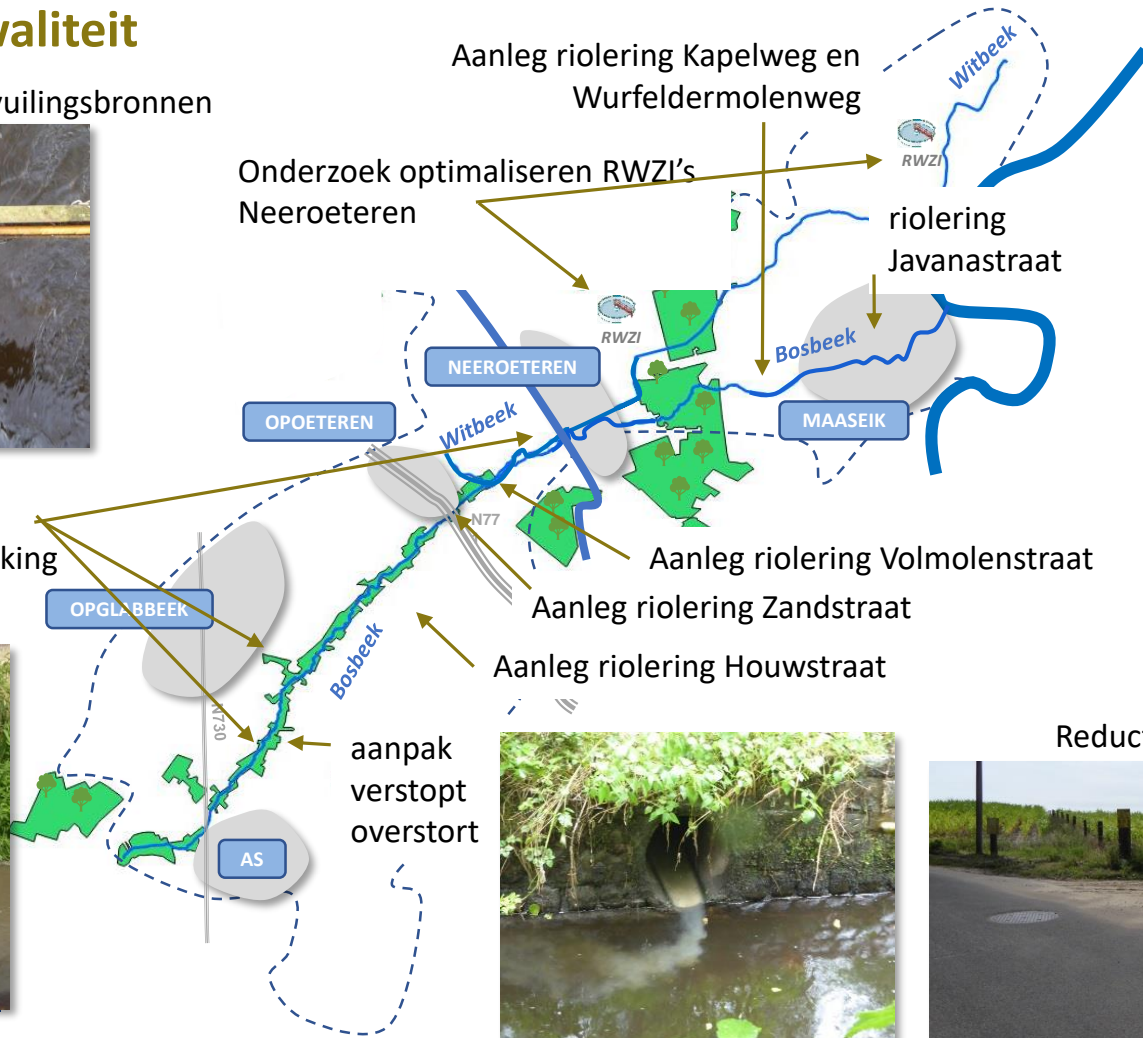 valiteit
vuilingsbronnen
Aanleg riolering Kapelweg en
Wurfeldermolenweg
Witbeek
RWZI
Onderzoek optimaliseren RWZI's
Neeroeteren
riolering
Javanastraat
RWZI
Bosbeek
NEEROETEREN
MAASEIK
OPOETEREN
Witbeek
N77
king
Aanleg riolering Volmolenstraat
OPGLABBEEK
Aanleg riolering Zandstraat
Bosbeek
Aanleg riolering Houwstraat
N730
aanpak
verstopt
overstort
Reduct
AS